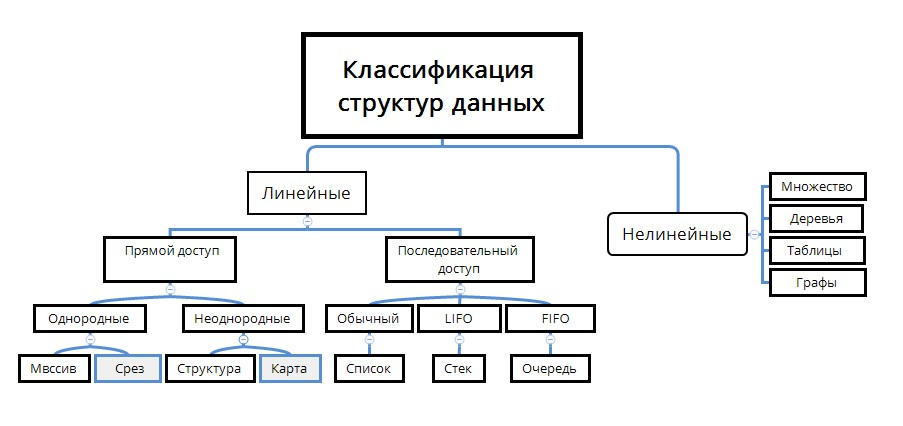 Классификация
структур данных
Линейные
Нелинейные
Множество
Деревья
Таблицы
Графы
Прямой доступ
Последовательный
доступ
Однородные
Неоднородные
Обычный
LIFO
FIFO
Мвссив
Срез
Структура
Карта
Список
Стек
Очередь